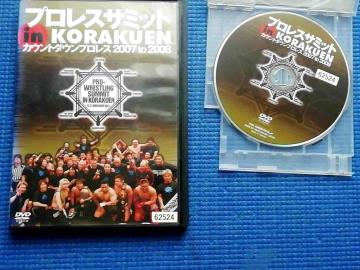 プロレスサミット
in KORAKUEN
カウントダウンプロレス 2007 to 2008
PRO-
WRESTLING
SUMMIT
IN KORAKUEN
DVD
62524
プロレスサミット
in KORAKUEN
カウントダウンプロレス 2007 to 2008
62524
DVD